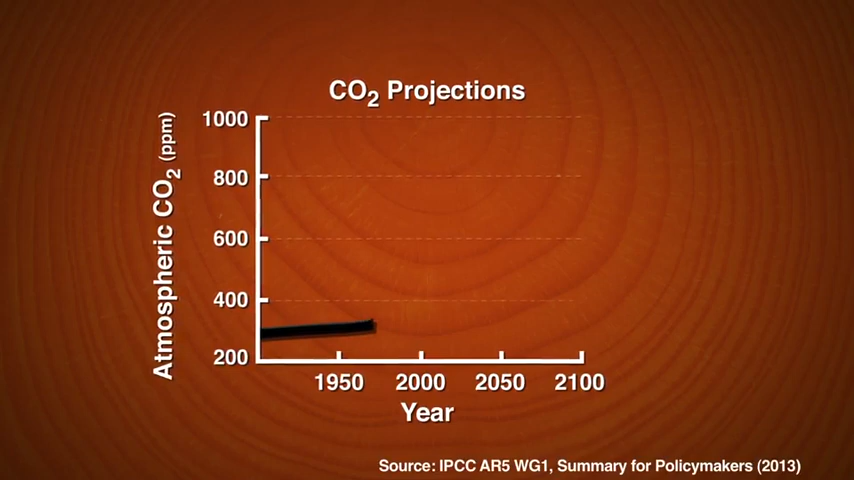 CO2 Projections
Atmospheric CO2 (ppm)
1000
800
600
400
200
1950 2000 2050 2100
Year
Source: IPCC AR5 WG1, Summary for Policymakers (2013)